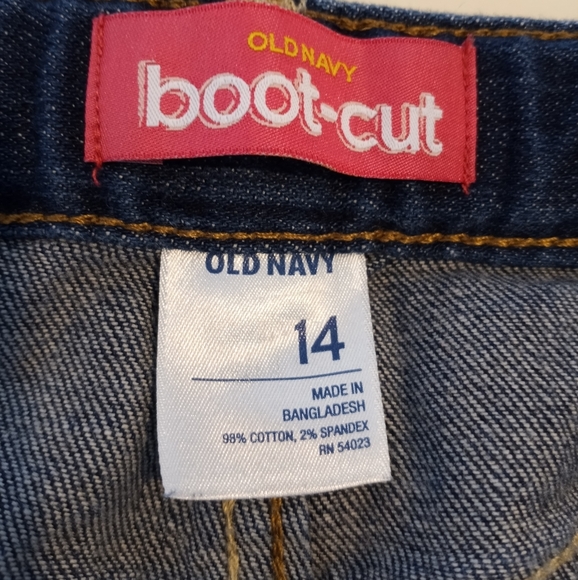 OLD NAVY
boot-cut
OLD NAVY
14
MADE IN
BANGLADESH
98% COTTON, 2% SPANDEX
RN 54023